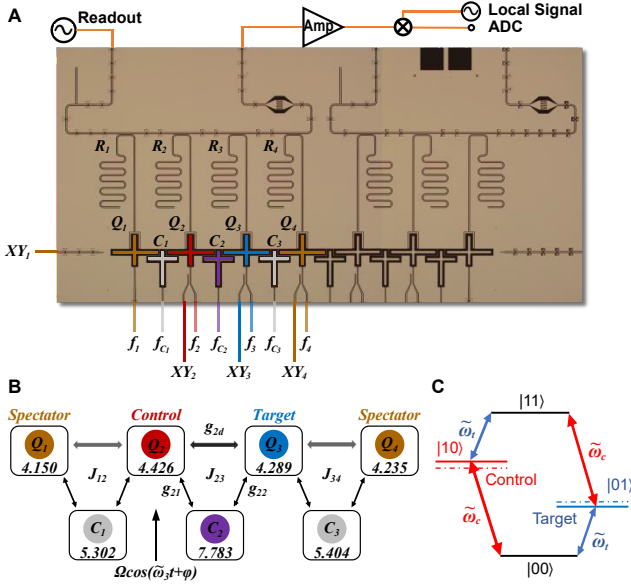 A
Readout
Amp
Local Signal
ADC
R₁ R₂ R₃ R₄
Q₁ Q₂ Q₃ Q₄
C₁ C₂ C₃
XY₁
f₁ f_C₁ f₂ f_C₂ f₃ f_C₃ f₄
XY₂ XY₃ XY₄
B
Spectator Control g₂d Target Spectator
Q₁ Q₂ Q₃ Q₄
4.150 4.426 4.289 4.235
J₁₂ J₂₃ J₃₄
g₂₁ g₂₂
C₁ C₂ C₃
5.302 7.783 5.404
Ωcos(ω̃₃t+φ)
C
|11⟩
ω̃t
|10⟩
ω̃c
Control
|01⟩
Target
ω̃c
ω̃t
|00⟩